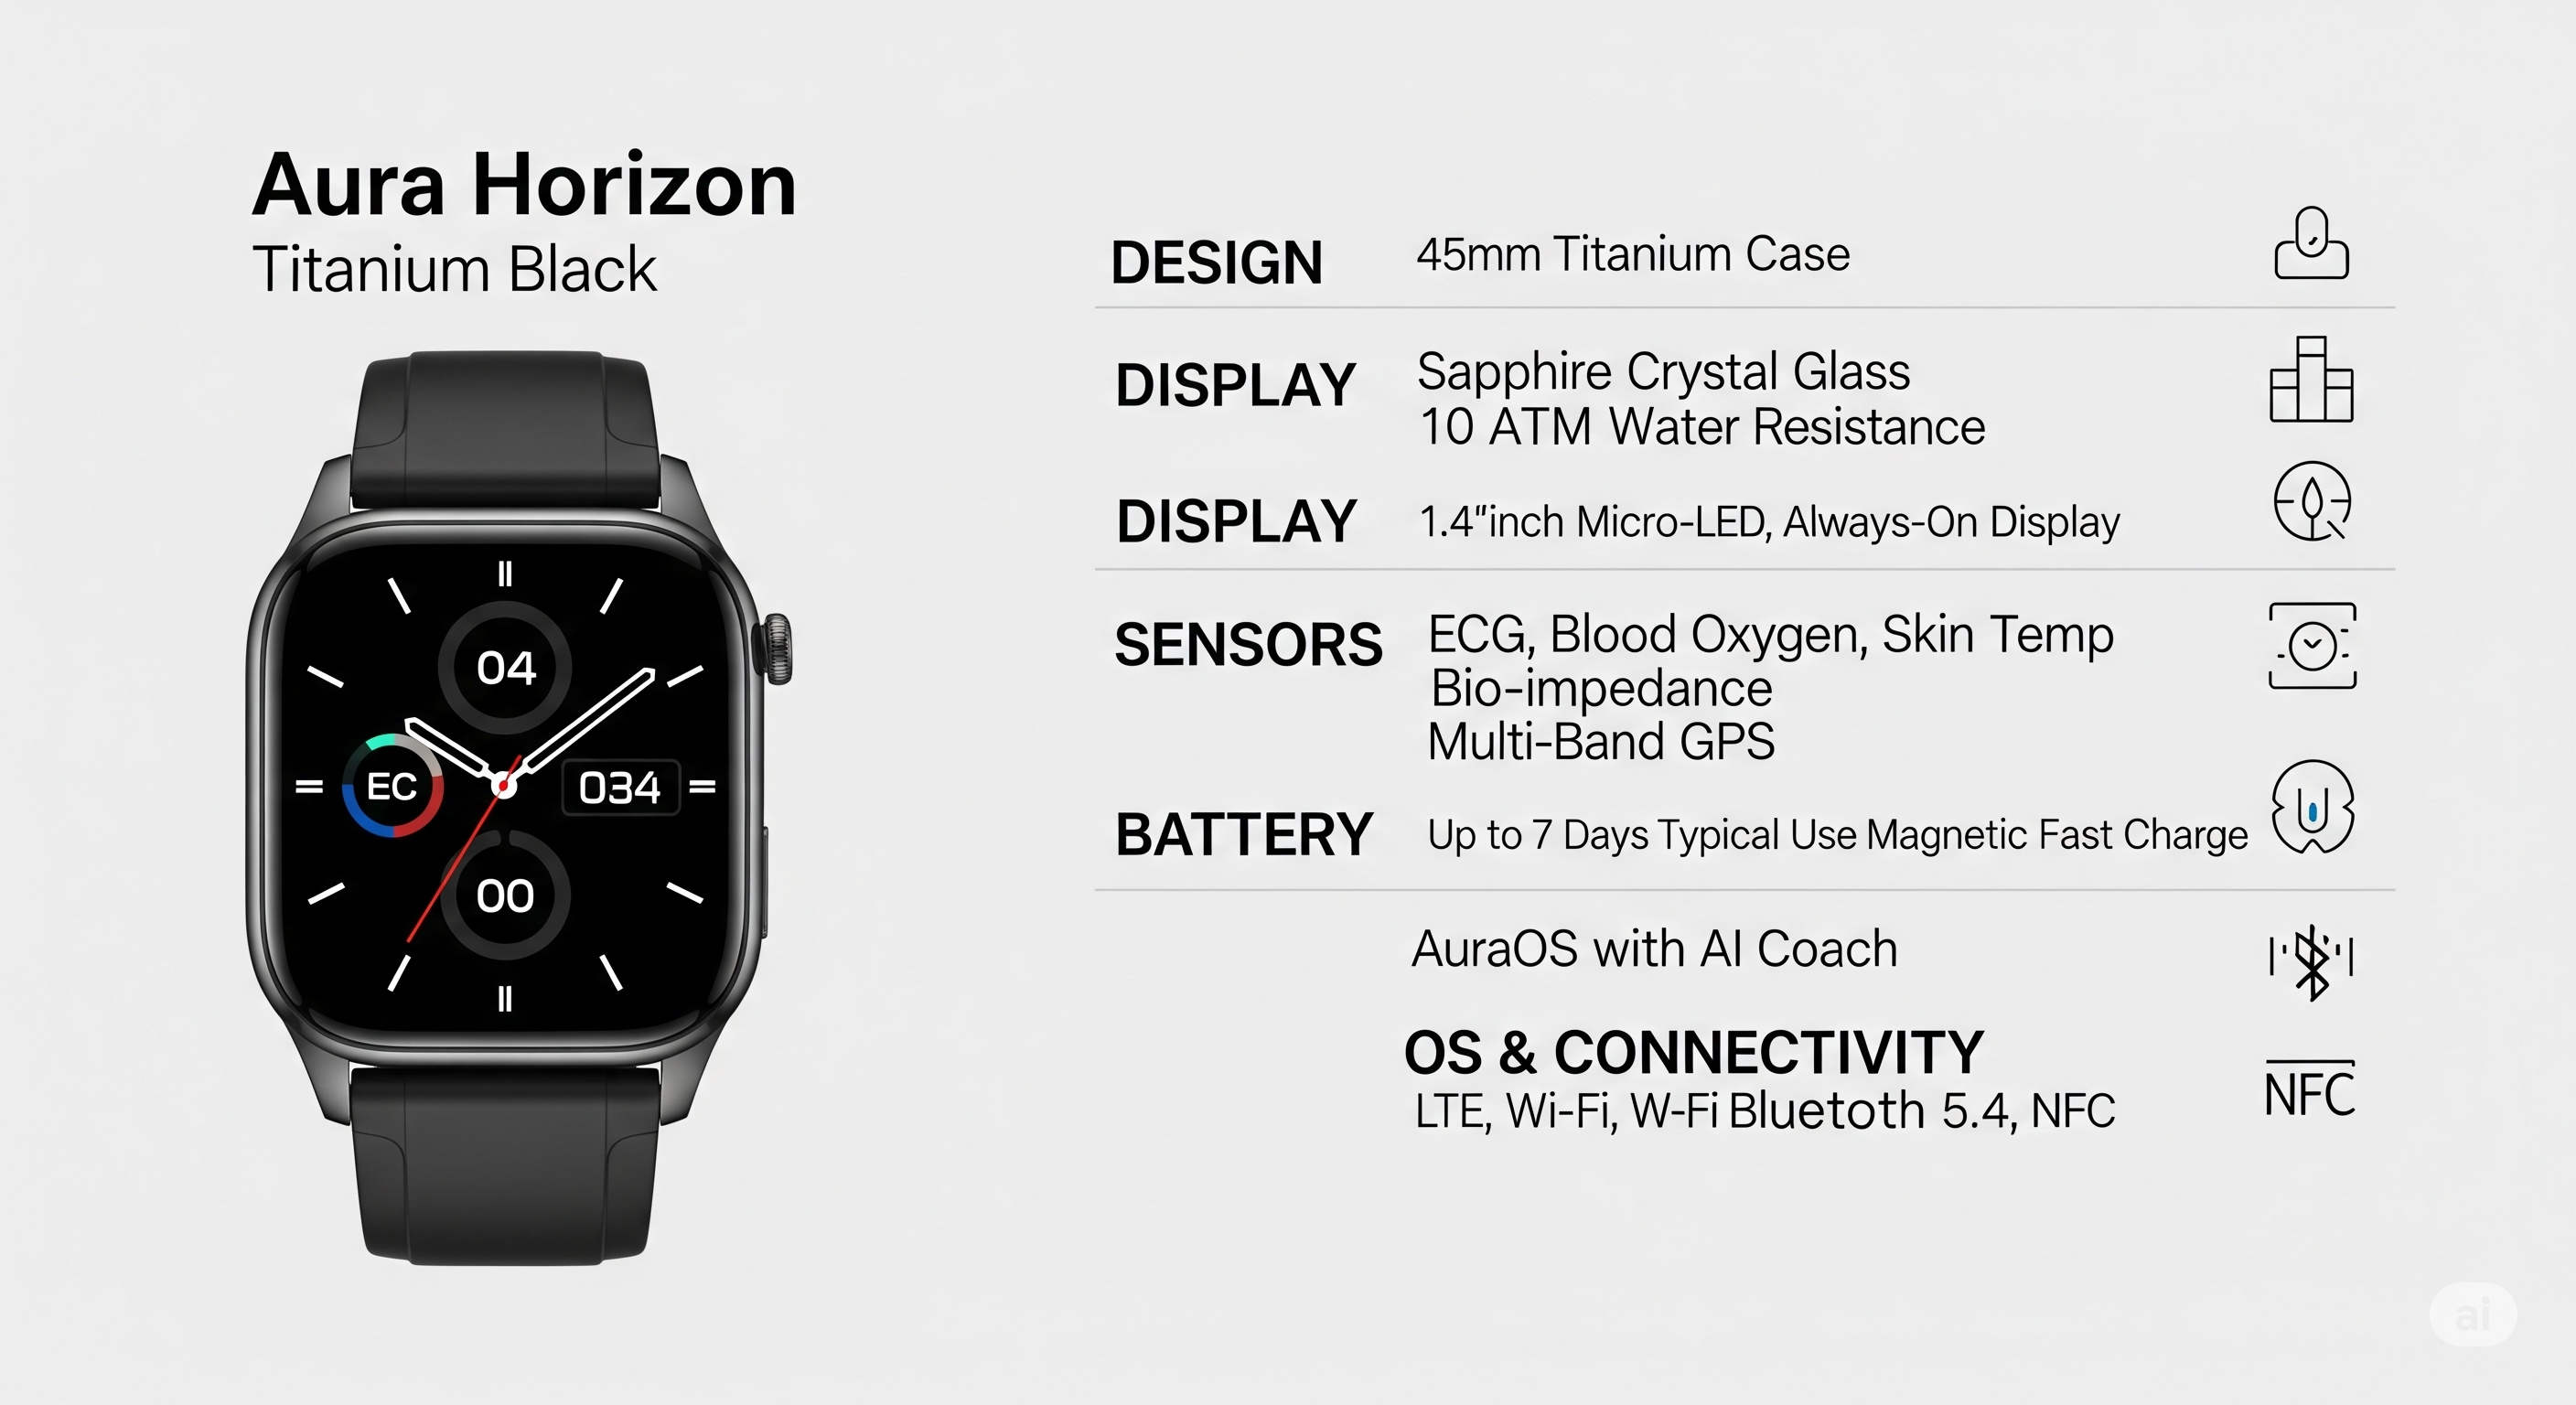 Aura Horizon
Titanium Black
04
EC
034
00
DESIGN 45mm Titanium Case
DISPLAY Sapphire Crystal Glass
10 ATM Water Resistance
DISPLAY 1.4"inch Micro-LED, Always-On Display
SENSORS ECG, Blood Oxygen, Skin Temp
Bio-impedance
Multi-Band GPS
BATTERY Up to 7 Days Typical Use Magnetic Fast Charge
AuraOS with AI Coach
OS & CONNECTIVITY
LTE, Wi-Fi, W-Fi Bluetoth 5.4, NFC
NFC
ai